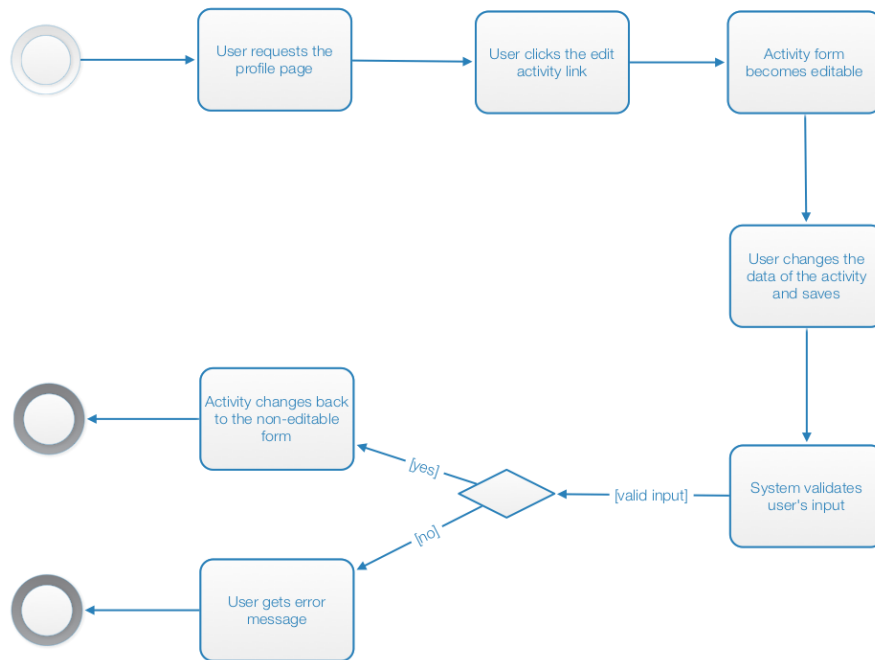 User requests the
profile page
User clicks the edit
activity link
Activity form
becomes editable
User changes the
data of the activity
and saves
System validates
user's input
[valid input]
[yes]
[no]
Activity changes back
to the non-editable
form
User gets error
message